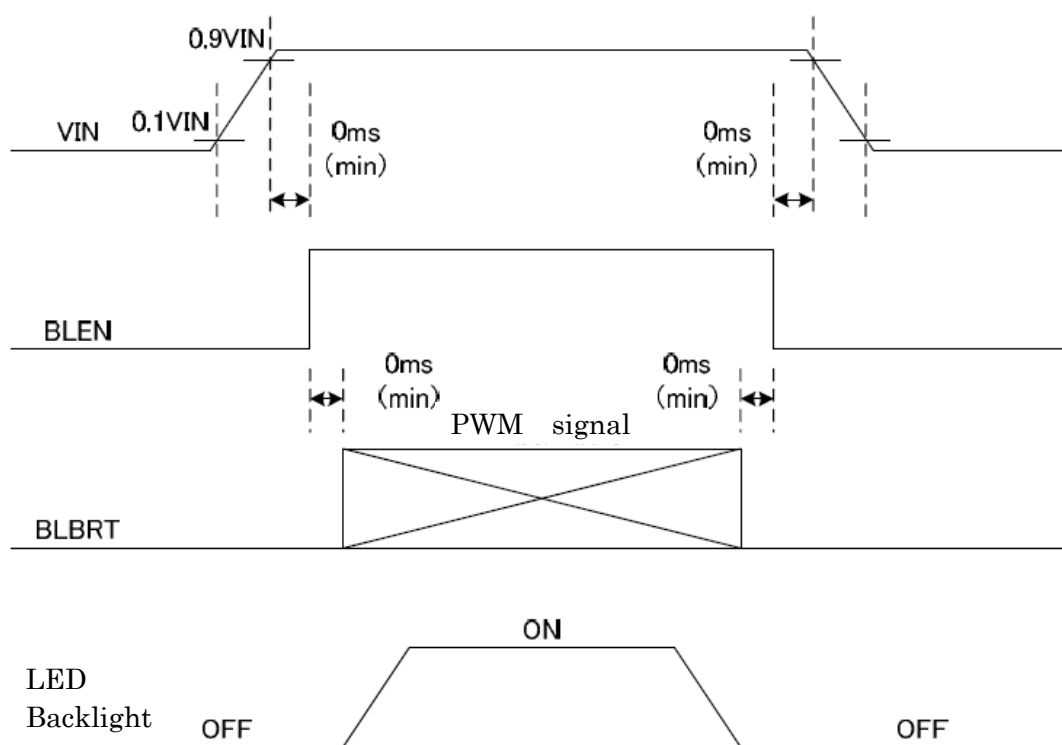 0.9VIN
0.1VIN
VIN
0ms
(min)
0ms
(min)
BLEN
0ms
(min)
0ms
(min)
PWM signal
BLBRT
ON
LED
Backlight
OFF
OFF